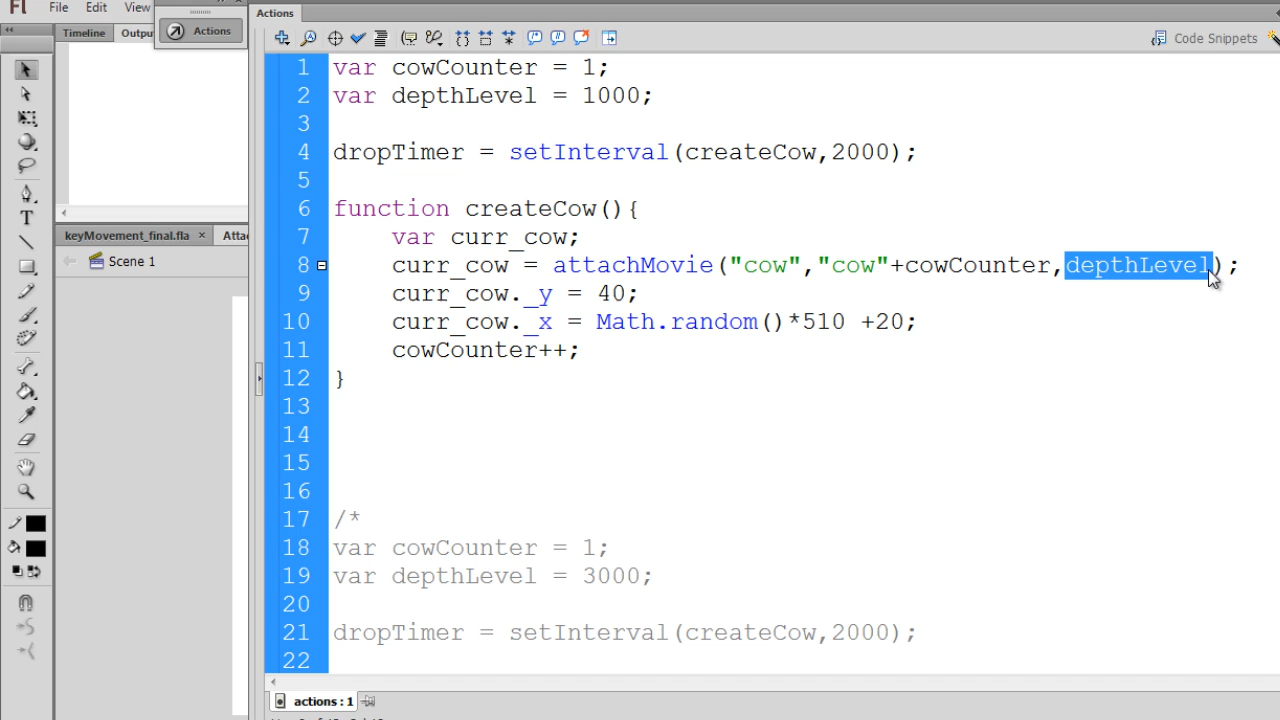 Fl File Edit View
Actions
Timeline Outpu
Actions
Code Snippets
keyMovement_final.fla × Atta
Scene 1
1 var cowCounter = 1;
2 var depthLevel = 1000;
3
4 dropTimer = setInterval(createCow,2000);
5
6 function createCow(){
7 var curr_cow;
8 curr_cow = attachMovie("cow","cow"+cowCounter,depthLevel);
9 curr_cow._y = 40;
10 curr_cow._x = Math.random()*510 +20;
11 cowCounter++;
12 }
13
14
15
16
17 /*
18 var cowCounter = 1;
19 var depthLevel = 3000;
20
21 dropTimer = setInterval(createCow,2000);
22
actions : 1